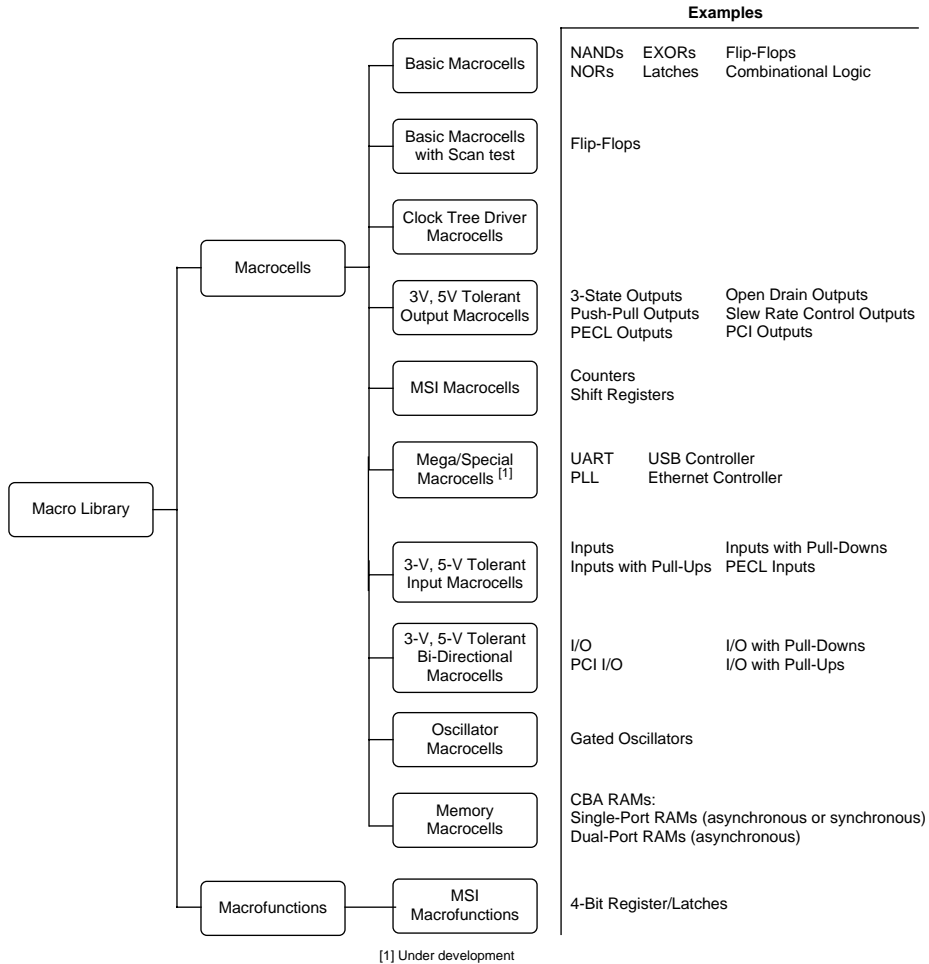 Examples
Basic Macrocells
NANDs EXORs Flip-Flops
NORs Latches Combinational Logic
Basic Macrocells
with Scan test
Flip-Flops
Clock Tree Driver
Macrocells
Macrocells
3V, 5V Tolerant
Output Macrocells
3-State Outputs Open Drain Outputs
Push-Pull Outputs Slew Rate Control Outputs
PECL Outputs PCI Outputs
MSI Macrocells
Counters
Shift Registers
Mega/Special
Macrocells [1]
UART USB Controller
PLL Ethernet Controller
Macro Library
3-V, 5-V Tolerant
Input Macrocells
Inputs Inputs with Pull-Downs
Inputs with Pull-Ups PECL Inputs
3-V, 5-V Tolerant
Bi-Directional
Macrocells
I/O I/O with Pull-Downs
PCI I/O I/O with Pull-Ups
Oscillator
Macrocells
Gated Oscillators
Memory
Macrocells
CBA RAMs:
Single-Port RAMs (asynchronous or synchronous)
Dual-Port RAMs (asynchronous)
Macrofunctions
MSI
Macrofunctions
4-Bit Register/Latches
[1] Under development